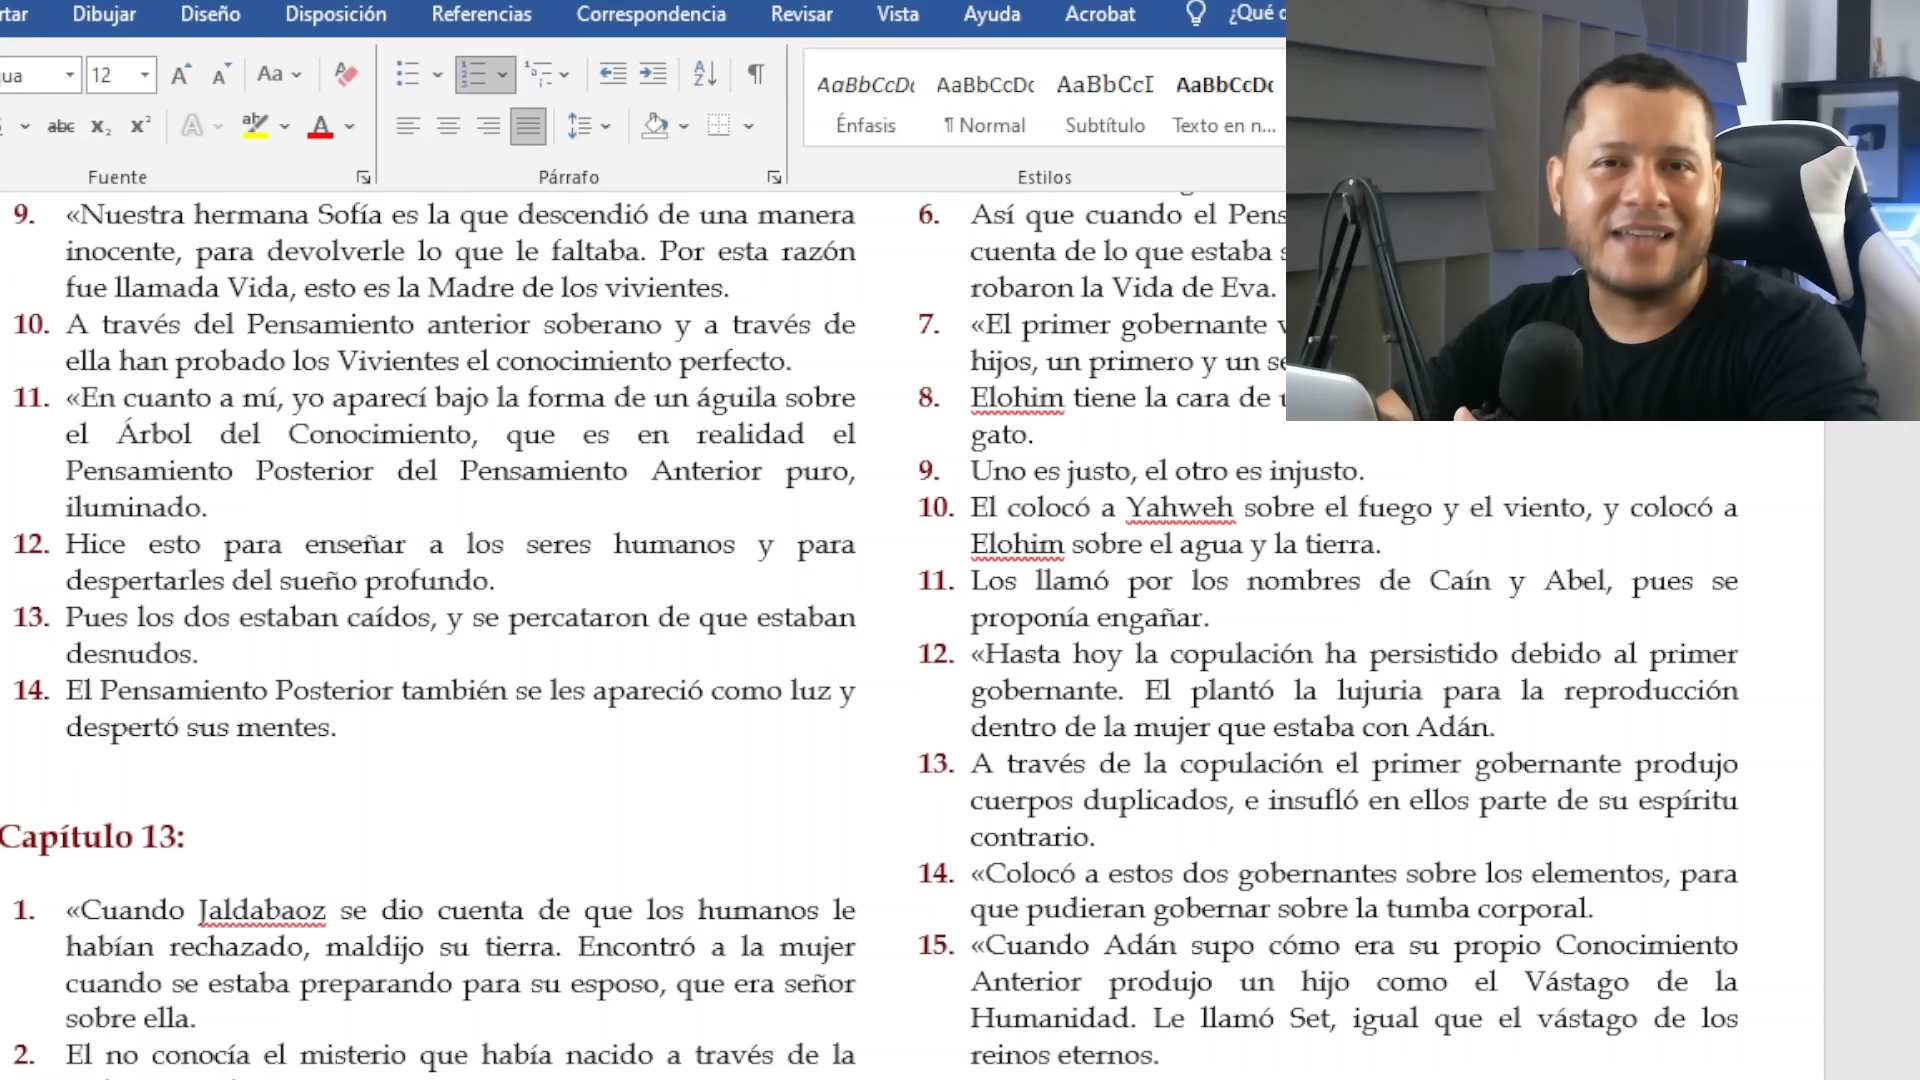 rtar Dibujar Diseño Disposición Referencias Correspondencia Revisar Vista Ayuda Acrobat ¿Qué
ua 12 Aa
abc X₂ X² A aby A
Fuente Párrafo Estilos
AaBbCcDc AaBbCcDc AaBbCcI AaBbCcDc
Énfasis ¶ Normal Subtítulo Texto en n...
9. «Nuestra hermana Sofía es la que descendió de una manera
inocente, para devolverle lo que le faltaba. Por esta razón
fue llamada Vida, esto es la Madre de los vivientes.
10. A través del Pensamiento anterior soberano y a través de
ella han probado los Vivientes el conocimiento perfecto.
11. «En cuanto a mí, yo aparecí bajo la forma de un águila sobre
el Árbol del Conocimiento, que es en realidad el
Pensamiento Posterior del Pensamiento Anterior puro,
iluminado.
12. Hice esto para enseñar a los seres humanos y para
despertarles del sueño profundo.
13. Pues los dos estaban caídos, y se percataron de que estaban
desnudos.
14. El Pensamiento Posterior también se les apareció como luz y
despertó sus mentes.
Capítulo 13:
1. «Cuando Jaldabaoz se dio cuenta de que los humanos le
habían rechazado, maldijo su tierra. Encontró a la mujer
cuando se estaba preparando para su esposo, que era señor
sobre ella.
2. El no conocía el misterio que había nacido a través de la
6. Así que cuando el Pens
cuenta de lo que estaba s
robaron la Vida de Eva.
7. «El primer gobernante v
hijos, un primero y un se
8. Elohim tiene la cara de
gato.
9. Uno es justo, el otro es injusto.
10. El colocó a Yahweh sobre el fuego y el viento, y colocó a
Elohim sobre el agua y la tierra.
11. Los llamó por los nombres de Caín y Abel, pues se
proponía engañar.
12. «Hasta hoy la copulación ha persistido debido al primer
gobernante. El plantó la lujuria para la reproducción
dentro de la mujer que estaba con Adán.
13. A través de la copulación el primer gobernante produjo
cuerpos duplicados, e insufló en ellos parte de su espíritu
contrario.
14. «Colocó a estos dos gobernantes sobre los elementos, para
que pudieran gobernar sobre la tumba corporal.
15. «Cuando Adán supo cómo era su propio Conocimiento
Anterior produjo un hijo como el Vástago de la
Humanidad. Le llamó Set, igual que el vástago de los
reinos eternos.